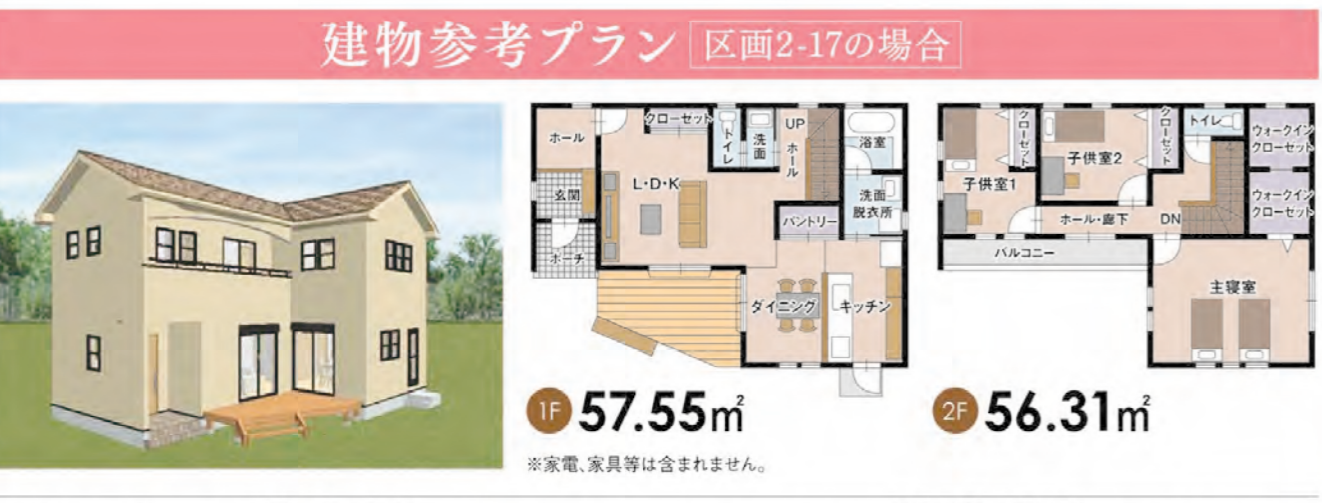 建物参考プラン 区画2-17の場合
ホール
クローゼット
トイレ
洗面
UP
ホール
浴室
L・D・K
玄関
洗面
脱衣所
パントリー
ポーチ
ダイニング
キッチン
クローゼット
クローゼット
トイレ
ウォークイン
クローゼット
子供室2
子供室1
ウォークイン
クローゼット
ホール・廊下
DN
バルコニー
主寝室
1F 57.55㎡
2F 56.31㎡
※家電、家具等は含まれません。